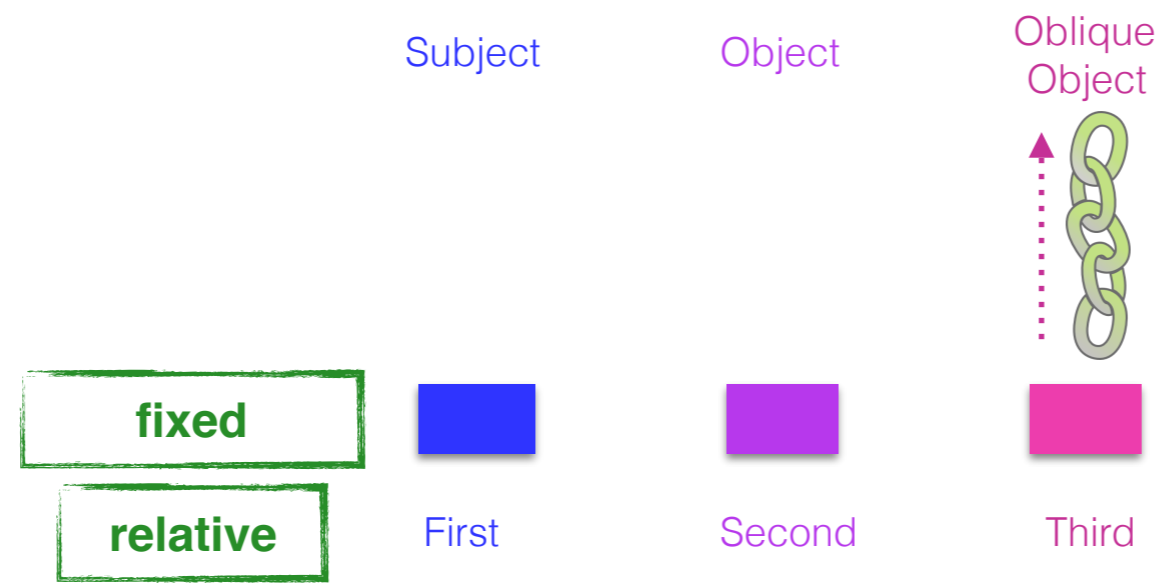 Subject
Object
Oblique
Object
fixed
relative
First
Second
Third